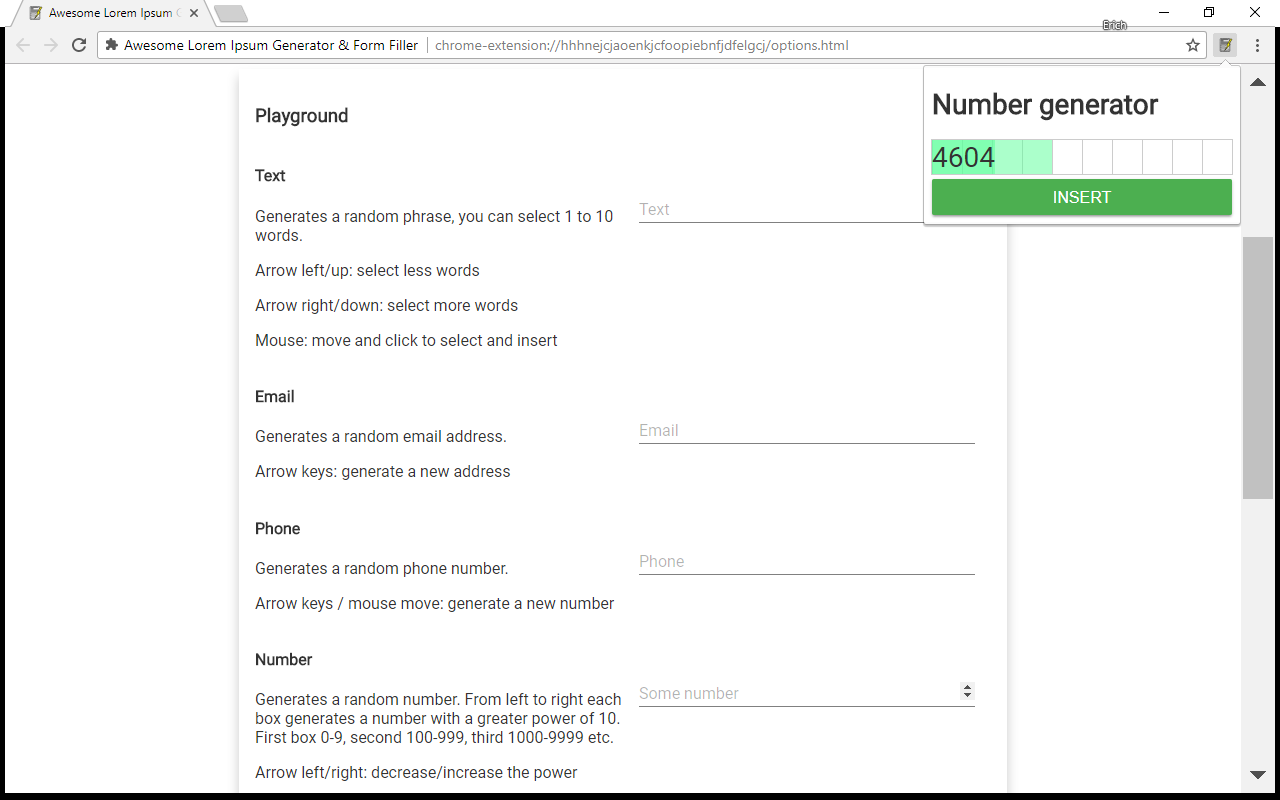 Awesome Lorem Ipsum G
Erich
Awesome Lorem Ipsum Generator & Form Filler
chrome-extension://hhhnejcjaoenkjcfoopiebnfjdfelgcj/options.html
Number generator
4604
INSERT
Playground
Text
Generates a random phrase, you can select 1 to 10
words.
Text
Arrow left/up: select less words
Arrow right/down: select more words
Mouse: move and click to select and insert
Email
Generates a random email address.
Email
Arrow keys: generate a new address
Phone
Generates a random phone number.
Phone
Arrow keys / mouse move: generate a new number
Number
Generates a random number. From left to right each
box generates a number with a greater power of 10.
First box 0-9, second 100-999, third 1000-9999 etc.
Some number
Arrow left/right: decrease/increase the power